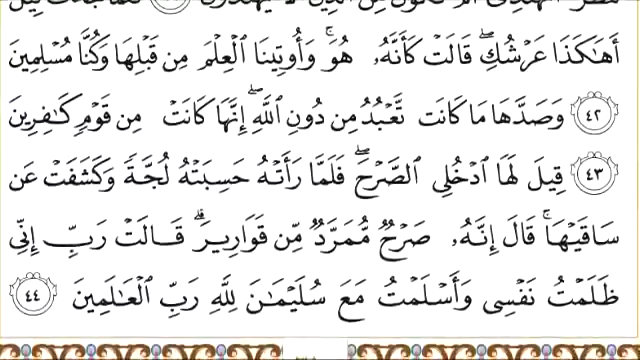 أَهَٰكَذَا عَرْشُكِۖ قَالَتْ كَأَنَّهُۥ هُوَۚ وَأُوتِينَا ٱلْعِلْمَ مِن قَبْلِهَا وَكُنَّا مُسْلِمِينَ
٤٢ وَصَدَّهَا مَا كَانَت تَّعْبُدُ مِن دُونِ ٱللَّهِۖ إِنَّهَا كَانَتْ مِن قَوْمٍ كَٰفِرِينَ
٤٣ قِيلَ لَهَا ٱدْخُلِى ٱلصَّرْحَۖ فَلَمَّا رَأَتْهُ حَسِبَتْهُ لُجَّةً وَكَشَفَتْ عَن
سَاقَيْهَاۚ قَالَ إِنَّهُۥ صَرْحٌ مُّمَرَّدٌ مِّن قَوَارِيرَۗ قَالَتْ رَبِّ إِنِّى
ظَلَمْتُ نَفْسِى وَأَسْلَمْتُ مَعَ سُلَيْمَٰنَ لِلَّهِ رَبِّ ٱلْعَٰلَمِينَ ٤٤